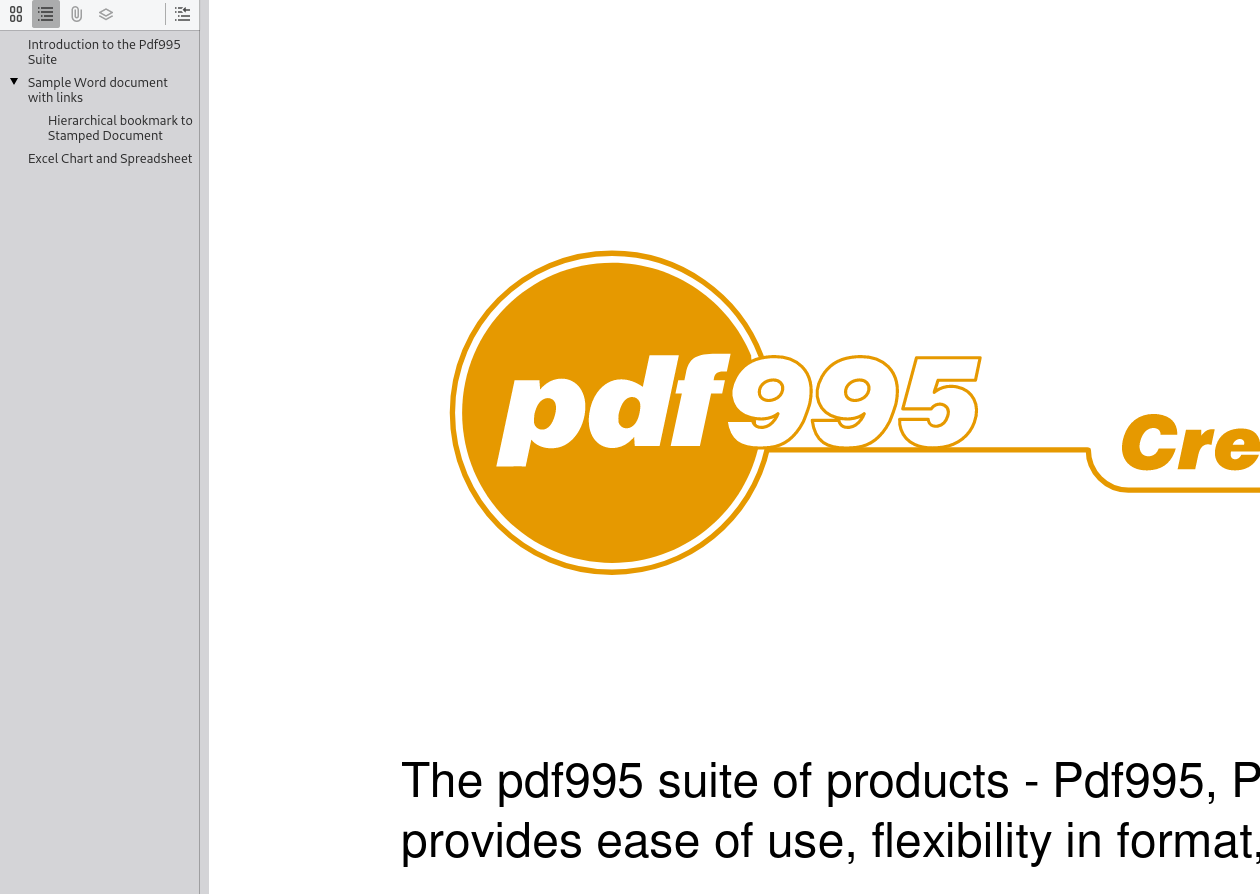 Introduction to the Pdf995
Suite
Sample Word document
with links
Hierarchical bookmark to
Stamped Document
Excel Chart and Spreadsheet
pdf995
Cre
The pdf995 suite of products - Pdf995, P
provides ease of use, flexibility in format,